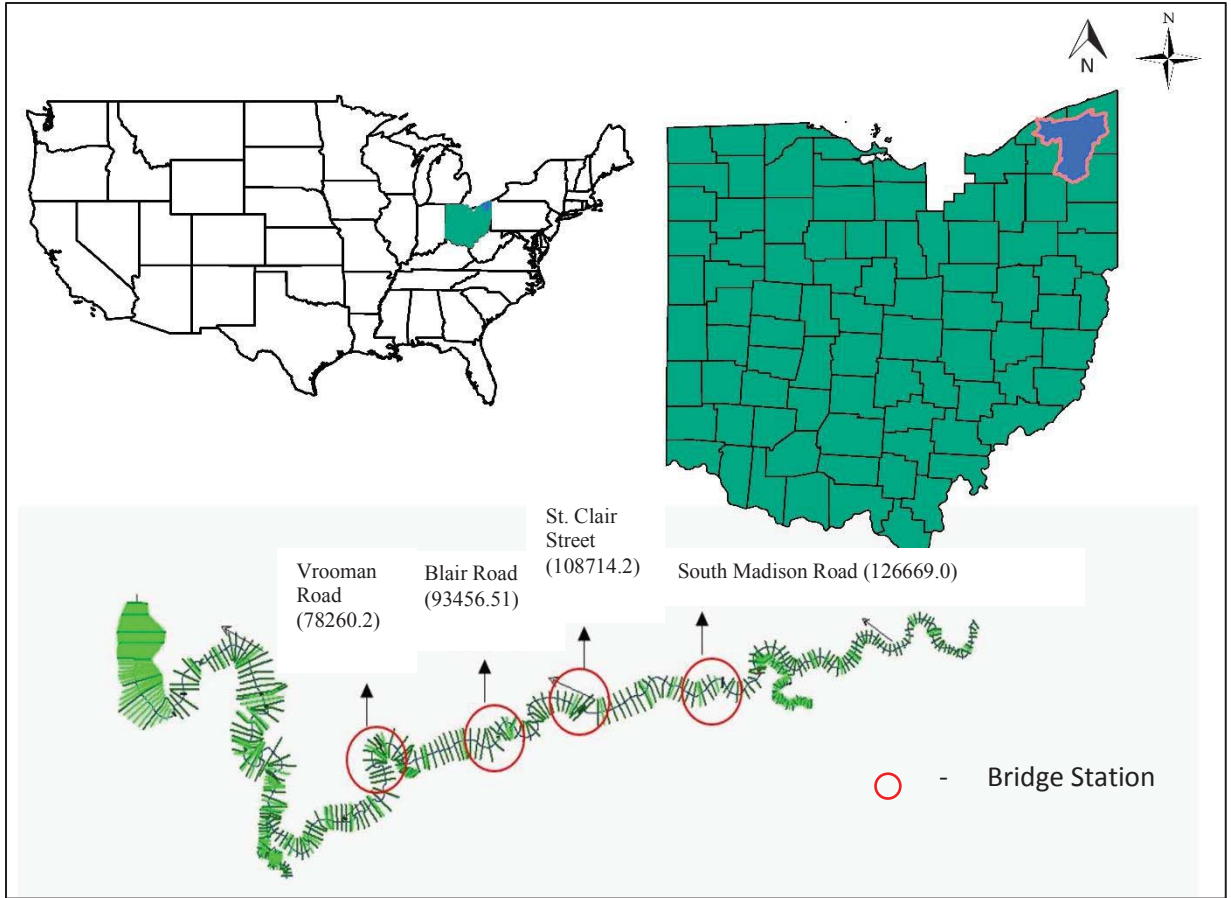 N
N
St. Clair
Street
(108714.2)
Vrooman
Road
(78260.2)
Blair Road
(93456.51)
South Madison Road (126669.0)
- Bridge Station